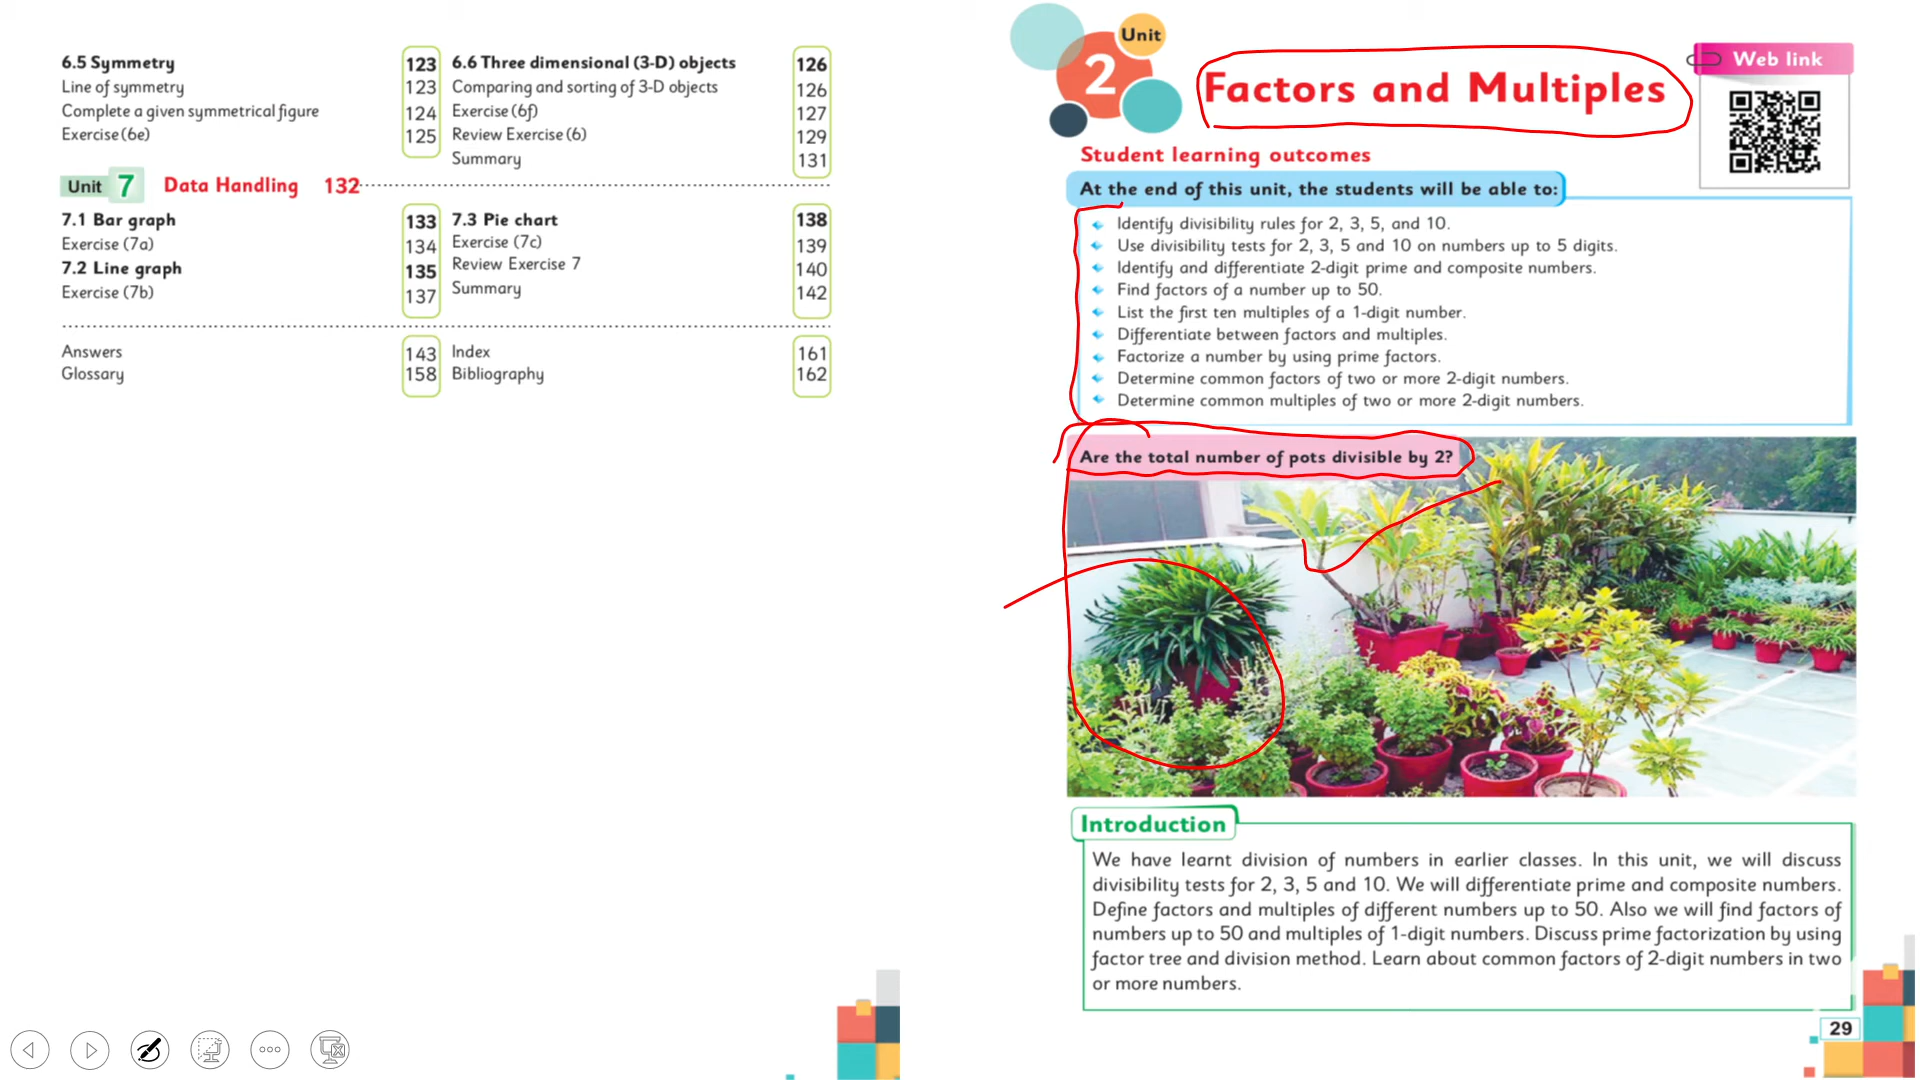 6.5 Symmetry 123
Line of symmetry 123
Complete a given symmetrical figure 124
Exercise (6e) 125
6.6 Three dimensional (3-D) objects 126
Comparing and sorting of 3-D objects 126
Exercise (6f) 127
Review Exercise (6) 129
Summary 131
Unit 7 Data Handling 132
7.1 Bar graph 133
Exercise (7a) 134
7.2 Line graph 135
Exercise (7b) 137
7.3 Pie chart 138
Exercise (7c) 139
Review Exercise 7 140
Summary 142
Answers 143
Glossary 158
Index 161
Bibliography 162
Unit
2
Factors and Multiples
Web link
Student learning outcomes
At the end of this unit, the students will be able to:
Identify divisibility rules for 2, 3, 5, and 10.
Use divisibility tests for 2, 3, 5 and 10 on numbers up to 5 digits.
Identify and differentiate 2-digit prime and composite numbers.
Find factors of a number up to 50.
List the first ten multiples of a 1-digit number.
Differentiate between factors and multiples.
Factorize a number by using prime factors.
Determine common factors of two or more 2-digit numbers.
Determine common multiples of two or more 2-digit numbers.
Are the total number of pots divisible by 2?
Introduction
We have learnt division of numbers in earlier classes. In this unit, we will discuss
divisibility tests for 2, 3, 5 and 10. We will differentiate prime and composite numbers.
Define factors and multiples of different numbers up to 50. Also we will find factors of
numbers up to 50 and multiples of 1-digit numbers. Discuss prime factorization by using
factor tree and division method. Learn about common factors of 2-digit numbers in two
or more numbers.
29